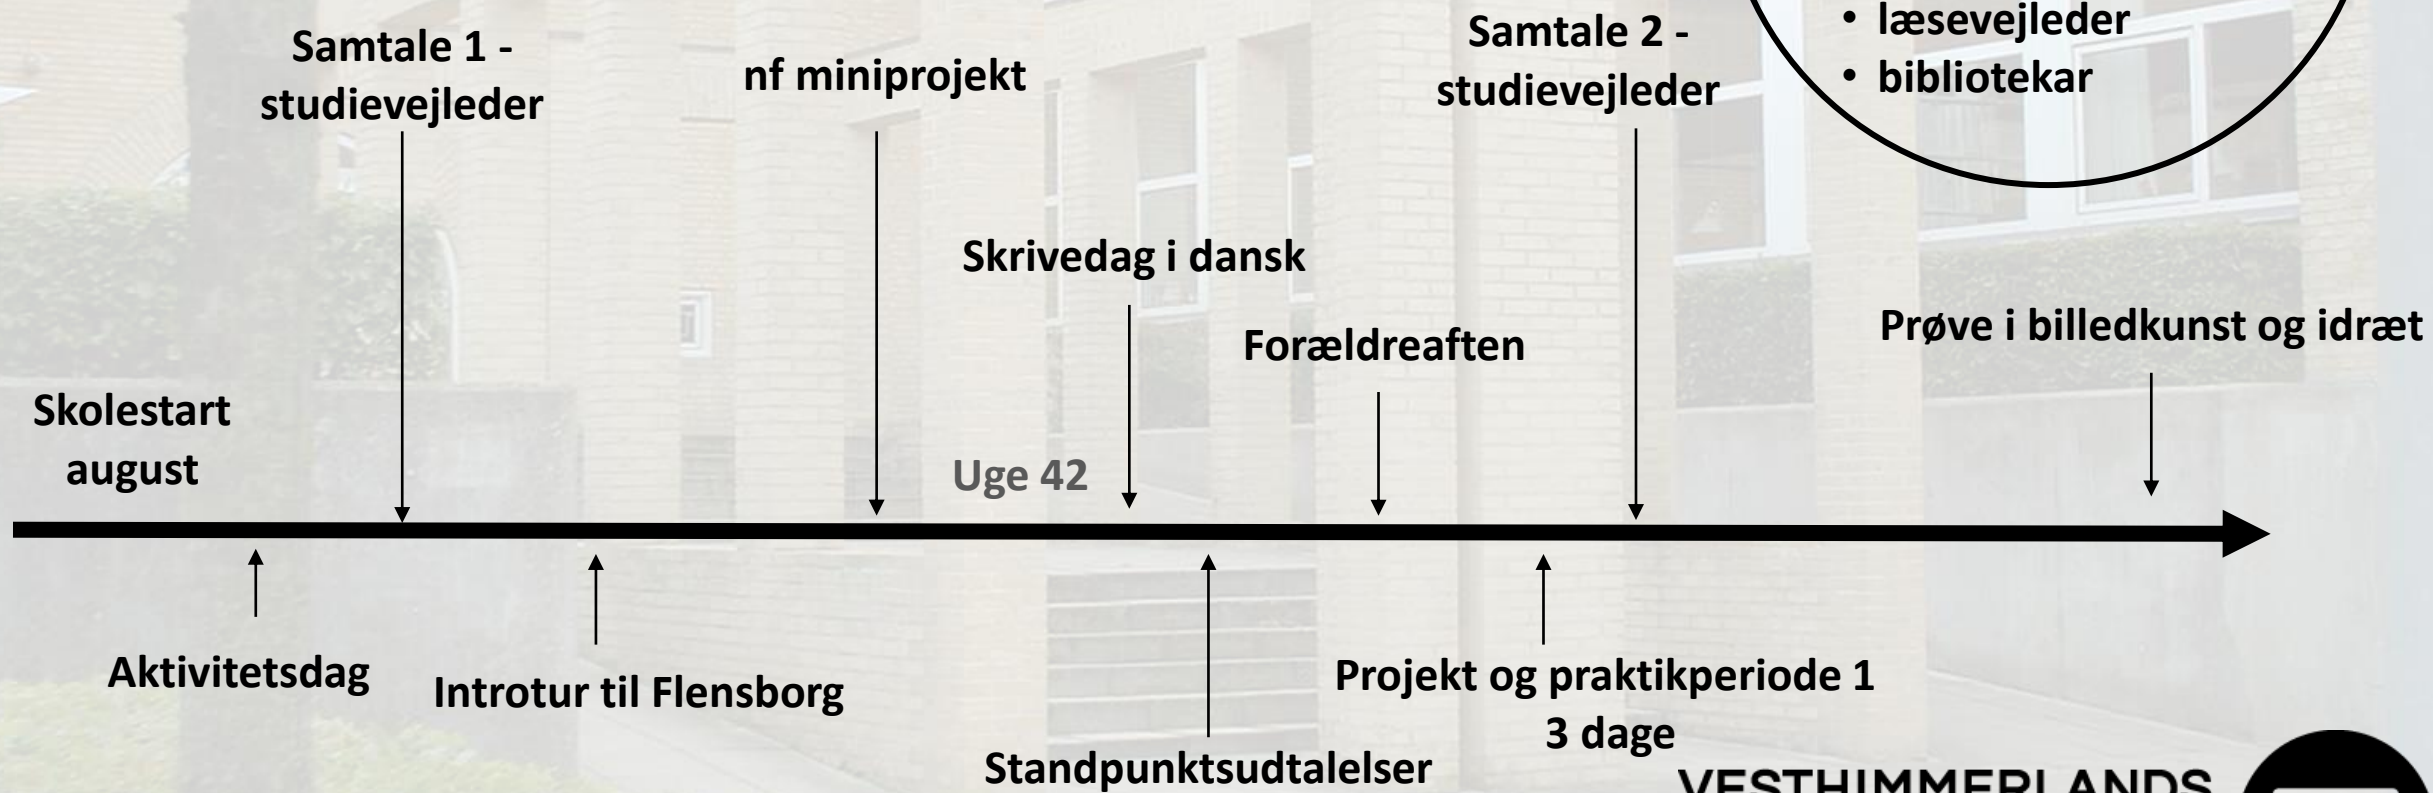 • læsevejleder
• bibliotekar
Samtale 1 -
studievejleder
nf miniprojekt
Samtale 2 -
studievejleder
Skrivedag i dansk
Forældreaften
Prøve i billedkunst og idræt
Skolestart
august
Uge 42
Aktivitetsdag
Introtur til Flensborg
Projekt og praktikperiode 1
3 dage
Standpunktsudtalelser
VESTHIMMERLANDS